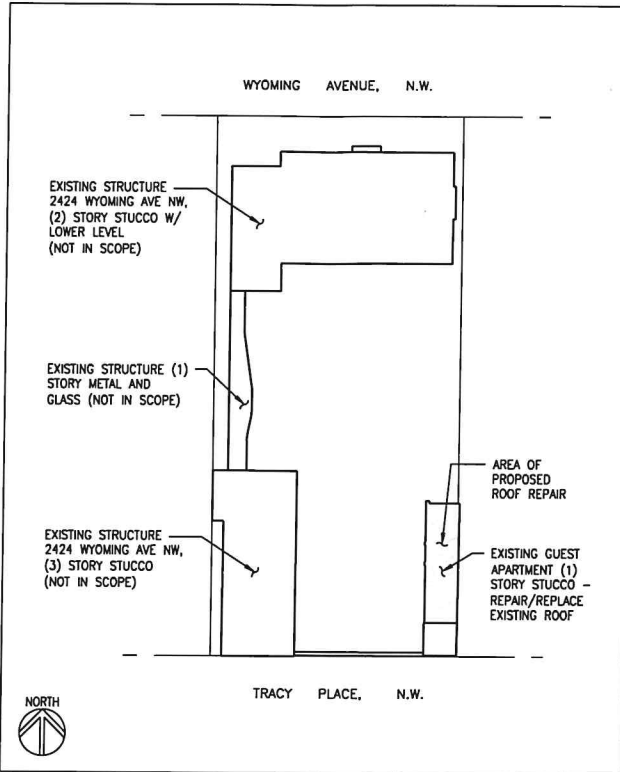 WYOMING AVENUE, N.W.
EXISTING STRUCTURE
2424 WYOMING AVE NW,
(2) STORY STUCCO W/
LOWER LEVEL
(NOT IN SCOPE)
EXISTING STRUCTURE (1)
STORY METAL AND
GLASS (NOT IN SCOPE)
AREA OF
PROPOSED
ROOF REPAIR
EXISTING STRUCTURE
2424 WYOMING AVE NW,
(3) STORY STUCCO
(NOT IN SCOPE)
EXISTING GUEST
APARTMENT (1)
STORY STUCCO –
REPAIR/REPLACE
EXISTING ROOF
TRACY PLACE, N.W.
NORTH